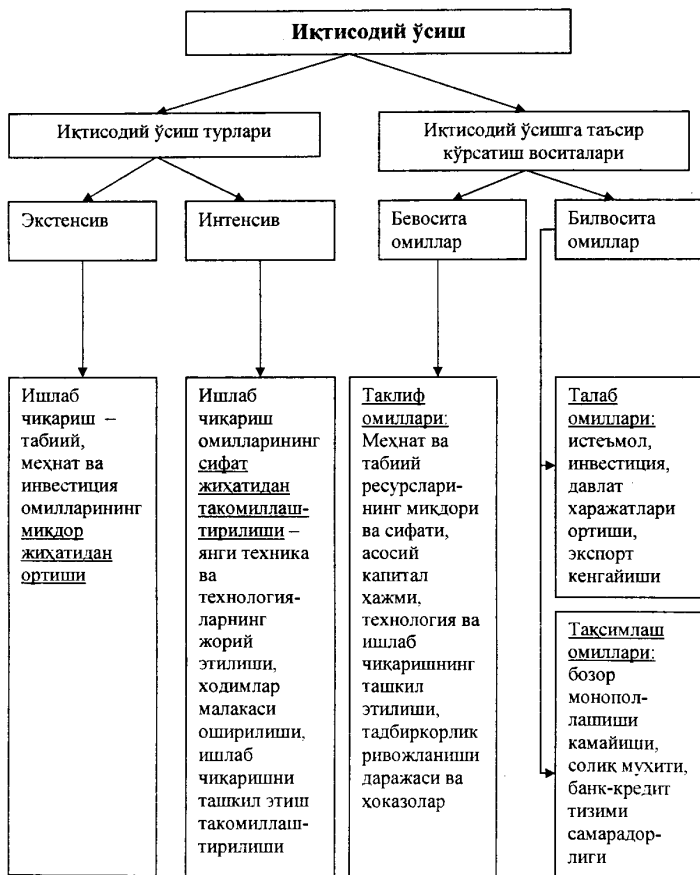 Иқтисодий ўсиш
Иқтисодий ўсиш турлари
Иқтисодий ўсишга таъсир
кўрсатиш воситалари
Экстенсив
Интенсив
Бевосита
омиллар
Билвосита
омиллар
Ишлаб
чиқариш –
табиий,
меҳнат ва
инвестиция
омилларининг
миқдор
жиҳатидан
ортиши
Ишлаб
чиқариш
омилларининг
сифат
жиҳатидан
такомиллаш-
тирилиши –
янги техника
ва
технология-
ларнинг
жорий
этилиши,
ходимлар
малакаси
оширилиши,
ишлаб
чиқаришни
ташкил этиш
такомиллаш-
тирилиши
Таклиф
омиллари:
Меҳнат ва
табиий
ресурслари-
нинг миқдори
ва сифати,
асосий
капитал
ҳажми,
технология ва
ишлаб
чиқаришнинг
ташкил
этилиши,
тадбиркорлик
ривожланиши
даражаси ва
ҳоказолар
Талаб
омиллари:
истеъмол,
инвестиция,
давлат
харажатлари
ортиши,
экспорт
кенгайиши
Тақсимлаш
омиллари:
бозор
монопол-
лашиши
камайиши,
солиқ муҳити,
банк-кредит
тизими
самарадор-
лиги